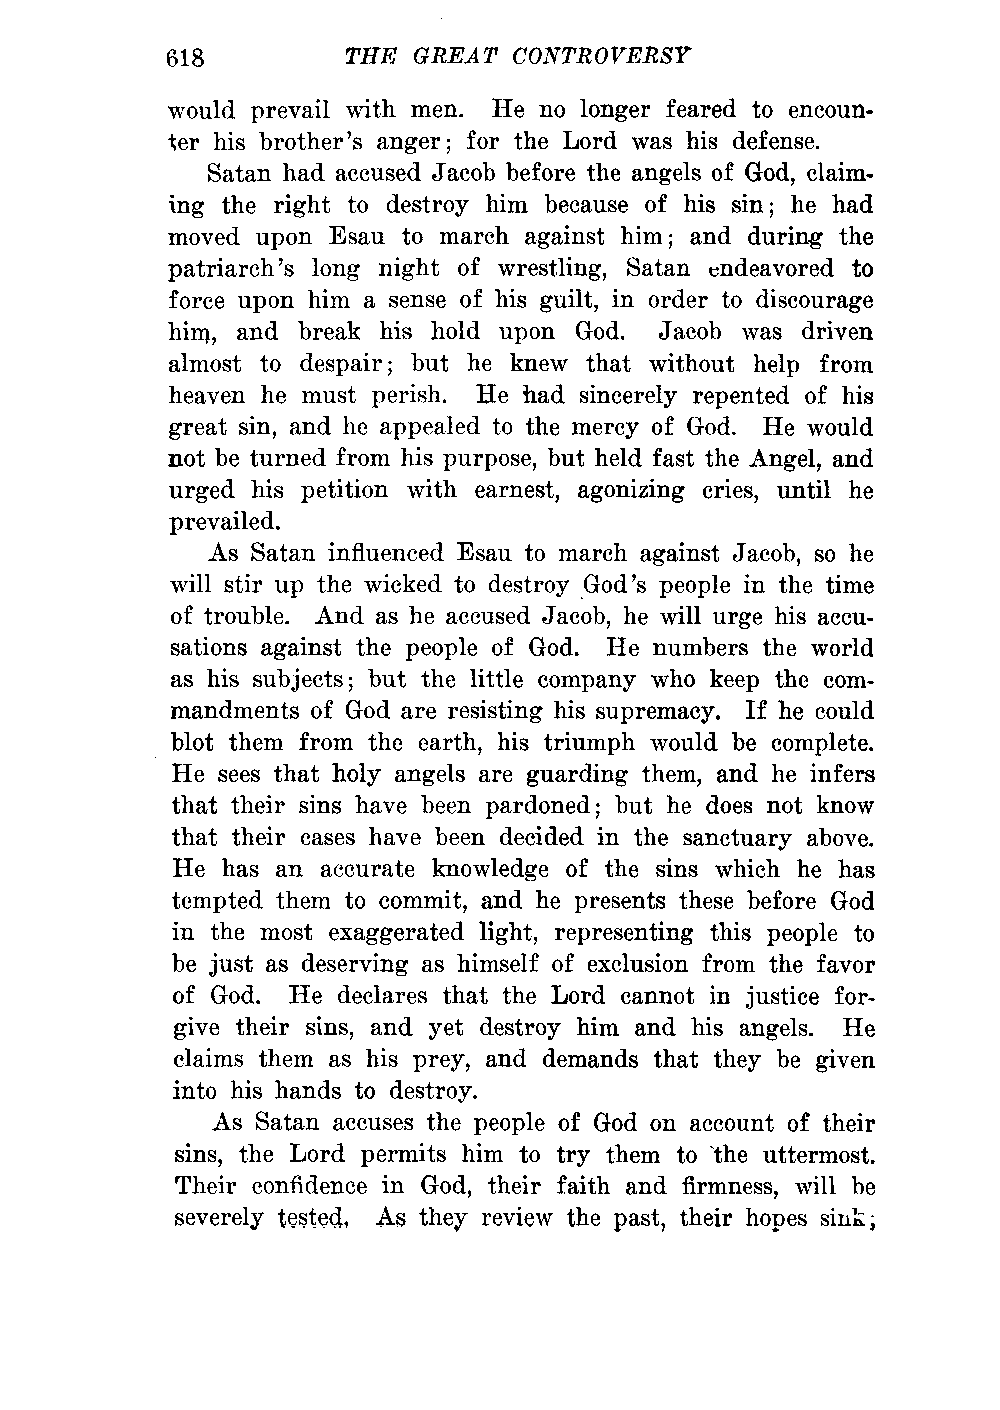 618 THE GREAT CONTROVERSY
would prevail with men. He no longer feared to encoun-
ter his brother's anger; for the Lord was his defense.
Satan had accused Jacob before the angels of God, claim-
ing the right to destroy him because of his sin; he had
moved upon Esau to march against him; and during the
patriarch's long night of wrestling, Satan endeavored to
force upon him a sense of his guilt, in order to discourage
him, and break his hold upon God. Jacob was driven
almost to despair; but he knew that without help from
heaven he must perish. He had sincerely repented of his
great sin, and he appealed to the mercy of God. He would
not be turned from his purpose, but held fast the Angel, and
urged his petition with earnest, agonizing cries, until he
prevailed.
As Satan influenced Esau to march against Jacob, so he
will stir up the wicked to destroy God's people in the time
of trouble. And as he accused Jacob, he will urge his accu-
sations against the people of God. He numbers the world
as his subjects; but the little company who keep the com-
mandments of God are resisting his supremacy. If he could
blot them from the earth, his triumph would be complete.
He sees that holy angels are guarding them, and he infers
that their sins have been pardoned; but he does not know
that their cases have been decided in the sanctuary above.
He has an accurate knowledge of the sins which he has
tempted them to commit, and he presents these before God
in the most exaggerated light, representing this people to
be just as deserving as himself of exclusion from the favor
of God. He declares that the Lord cannot in justice for-
give their sins, and yet destroy him and his angels. He
claims them as his prey, and demands that they be given
into his hands to destroy.
As Satan accuses the people of God on account of their
sins, the Lord permits him to try them to the uttermost.
Their confidence in God, their faith and firmness, will be
severely tested. As they review the past, their hopes sink;